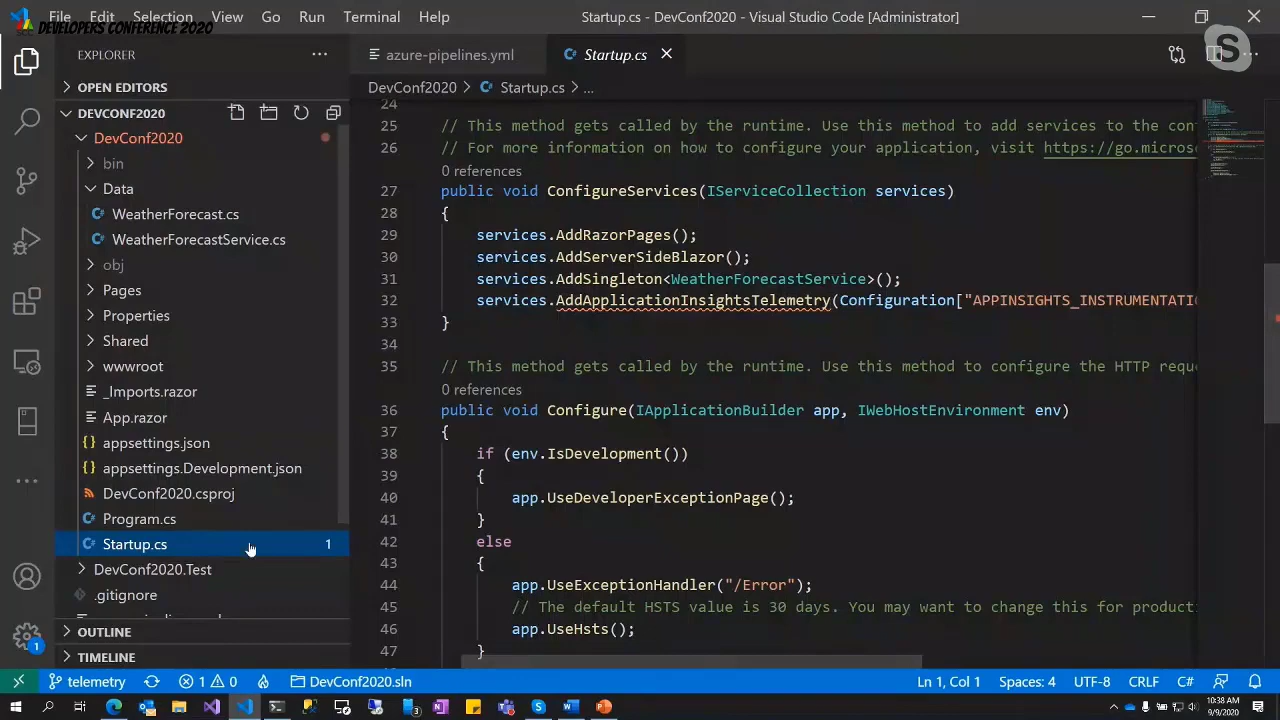 File Edit Selection View Go Run Terminal Help
Startup.cs - DevConf2020 - Visual Studio Code [Administrator]
DEVELOPERS CONFERENCE 2020
EXPLORER
azure-pipelines.yml
Startup.cs
OPEN EDITORS
DevConf2020 > Startup.cs > ...
DEVCONF2020
DevConf2020
bin
Data
WeatherForecast.cs
WeatherForecastService.cs
obj
Pages
Properties
Shared
wwwroot
_Imports.razor
App.razor
appsettings.json
appsettings.Development.json
DevConf2020.csproj
Program.cs
Startup.cs 1
DevConf2020.Test
.gitignore
OUTLINE
TIMELINE
24
25 // This method gets called by the runtime. Use this method to add services to the con
26 // For more information on how to configure your application, visit https://go.micros
0 references
27 public void ConfigureServices(IServiceCollection services)
28 {
29 services.AddRazorPages();
30 services.AddServerSideBlazor();
31 services.AddSingleton<WeatherForecastService>();
32 services.AddApplicationInsightsTelemetry(Configuration["APPINSIGHTS_INSTRUMENTATI
33 }
34
35 // This method gets called by the runtime. Use this method to configure the HTTP requ
0 references
36 public void Configure(IApplicationBuilder app, IWebHostEnvironment env)
37 {
38 if (env.IsDevelopment())
39 {
40 app.UseDeveloperExceptionPage();
41 }
42 else
43 {
44 app.UseExceptionHandler("/Error");
45 // The default HSTS value is 30 days. You may want to change this for product
46 app.UseHsts();
47 }
1
telemetry 1 0 DevConf2020.sln Ln 1, Col 1 Spaces: 4 UTF-8 CRLF C#
10:38 AM
9/9/2020